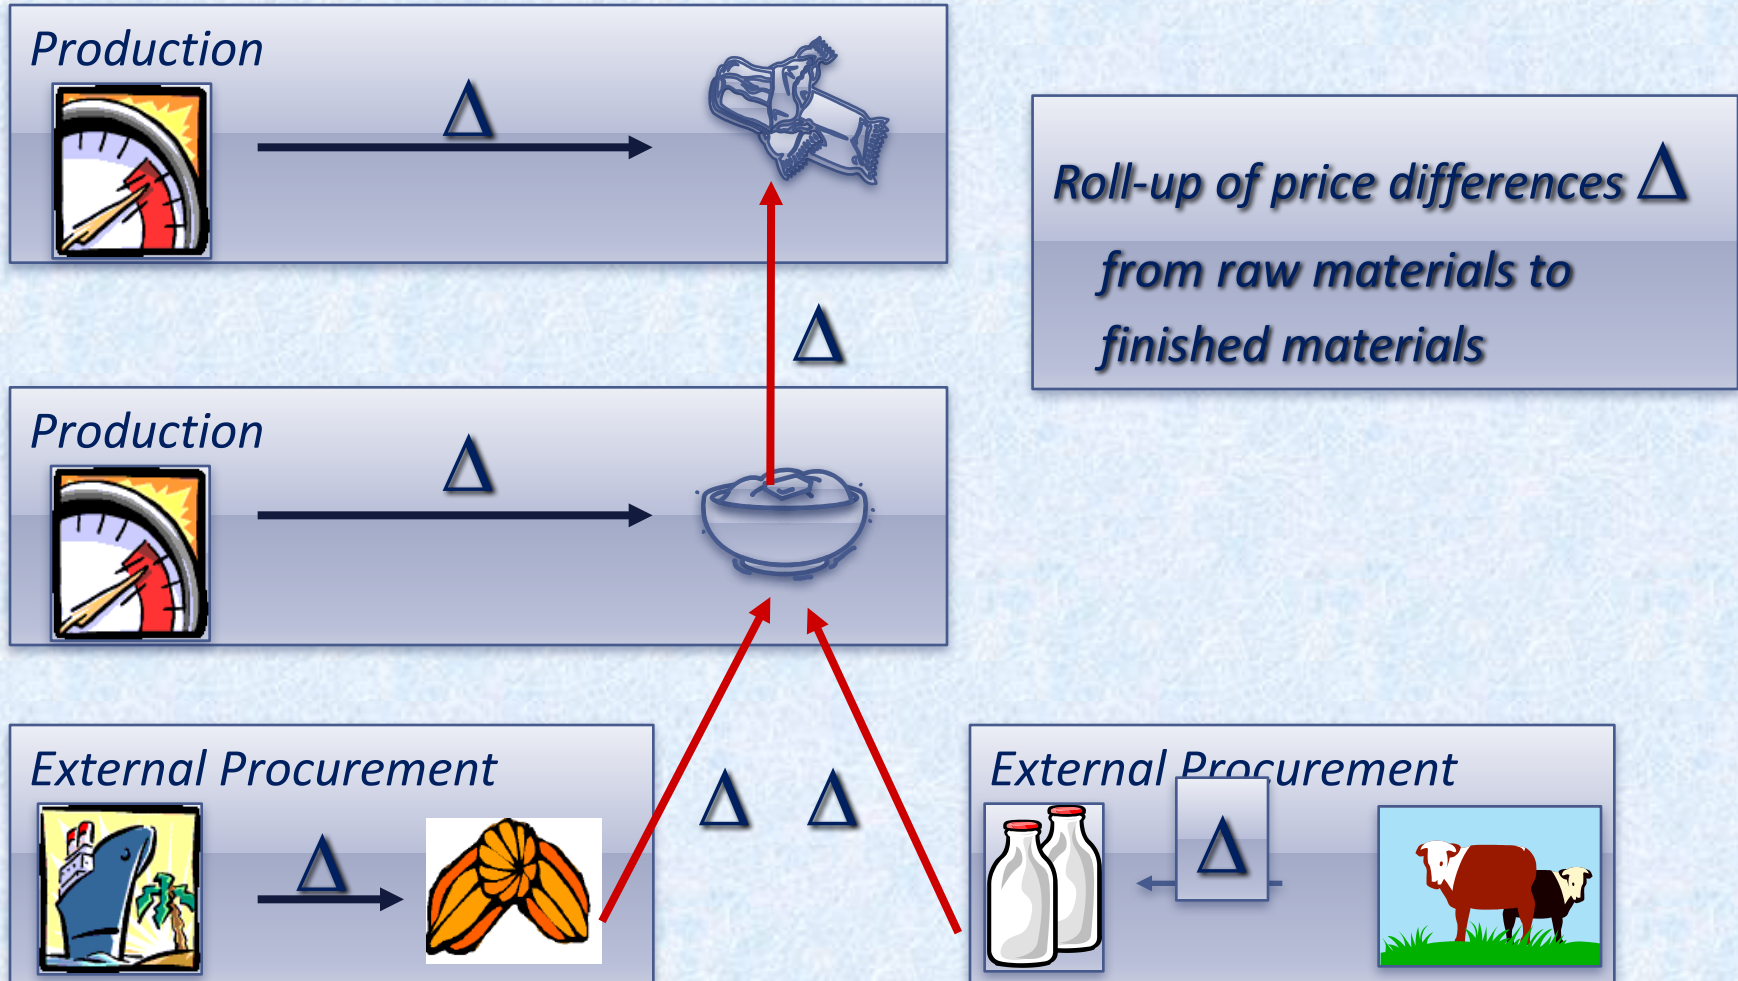 Production
Δ
Roll-up of price differences Δ
from raw materials to
finished materials
Δ
Production
Δ
External Procurement
Δ
Δ Δ
External Procurement
Δ